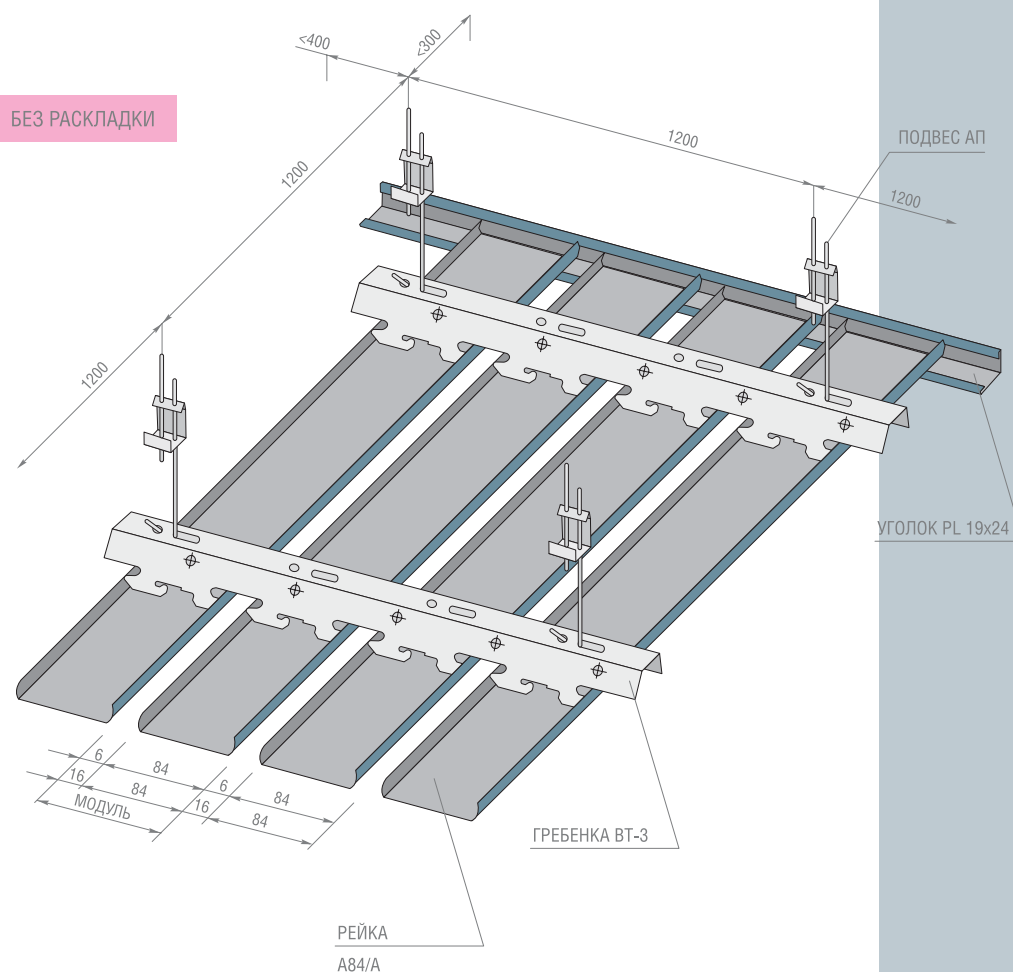 <400
<300
БЕЗ РАСКЛАДКИ
1200
1200
ПОДВЕС АП
1200
1200
УГОЛОК PL 19x24
6
84
6
84
16
84
16
84
МОДУЛЬ
ГРЕБЕНКА ВТ-3
РЕЙКА
A84/A